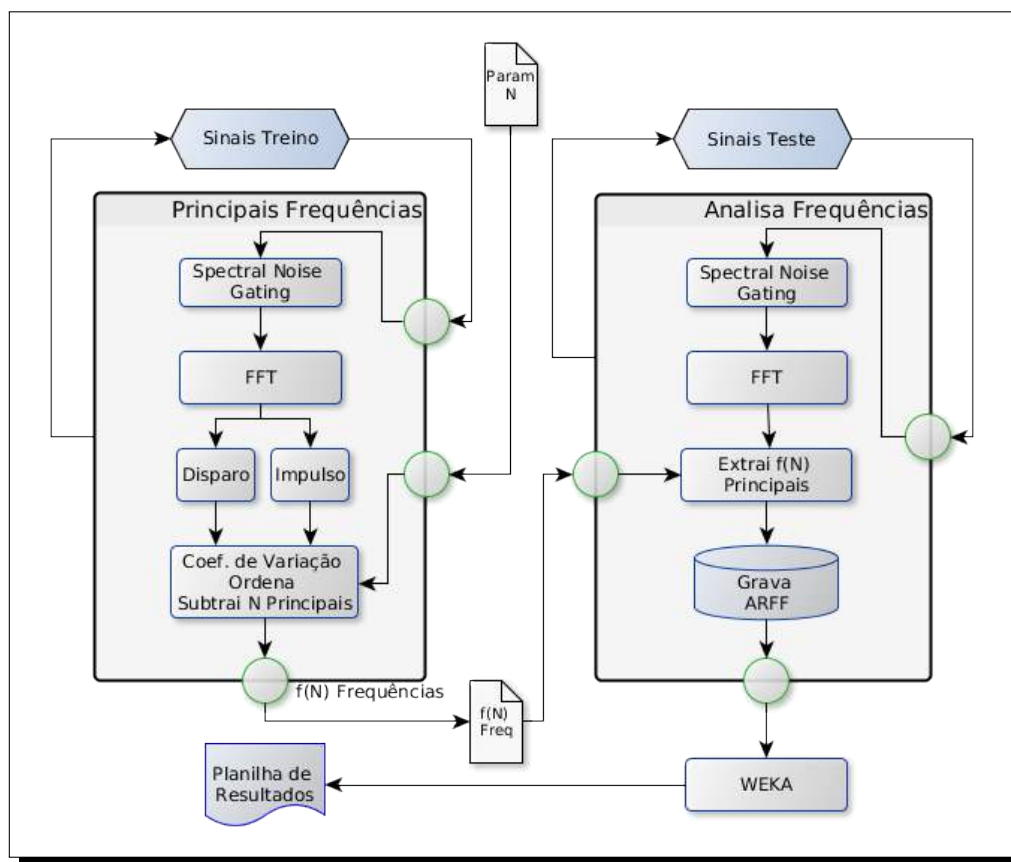 Param
N
Sinais Treino
Sinais Teste
Principais Frequências
Spectral Noise
Gating
FFT
Disparo
Impulso
Coef. de Variação
Ordena
Subtrai N Principais
f(N) Frequências
f(N)
Freq
Analisa Frequências
Spectral Noise
Gating
FFT
Extrai f(N)
Principais
Grava
ARFF
WEKA
Planilha de
Resultados